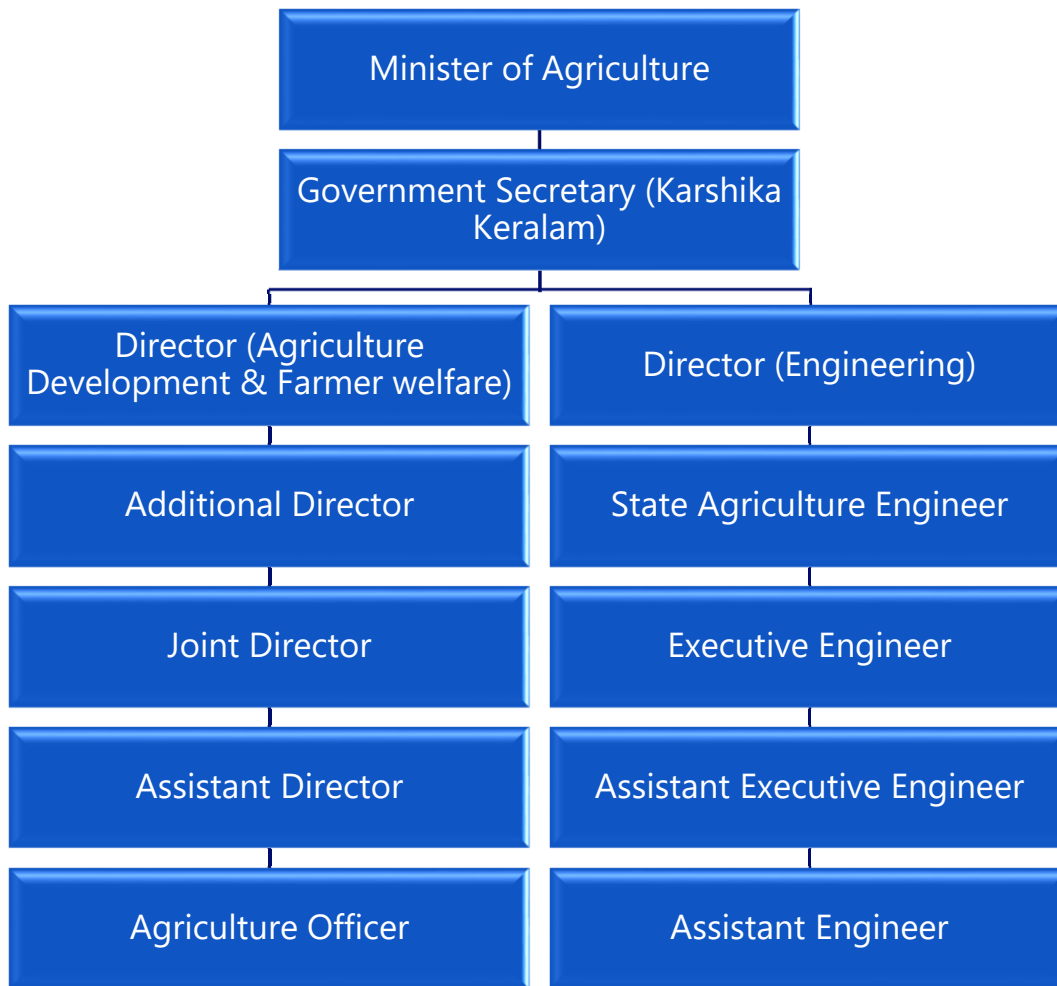 Minister of Agriculture
Government Secretary (Karshika
Keralam)
Director (Agriculture
Development & Farmer welfare)
Director (Engineering)
Additional Director
State Agriculture Engineer
Joint Director
Executive Engineer
Assistant Director
Assistant Executive Engineer
Agriculture Officer
Assistant Engineer